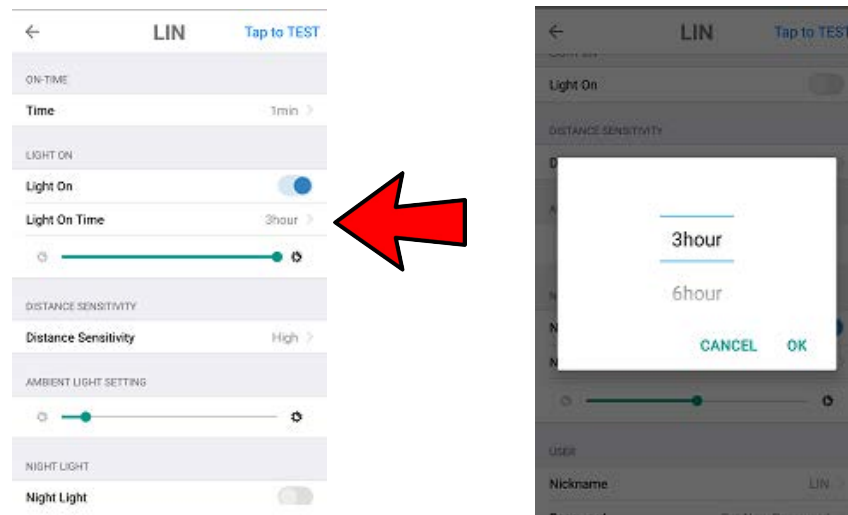 LIN Tap to TEST
ON-TIME
Time 1min
LIGHT ON
Light On
Light On Time 3hour
DISTANCE SENSITIVITY
Distance Sensitivity High
AMBIENT LIGHT SETTING
NIGHT LIGHT
Night Light
LIN Tap to TEST
Light On
DISTANCE SENSITIVITY
D
3hour
6hour
N
N
CANCEL OK
USER
Nickname LIN